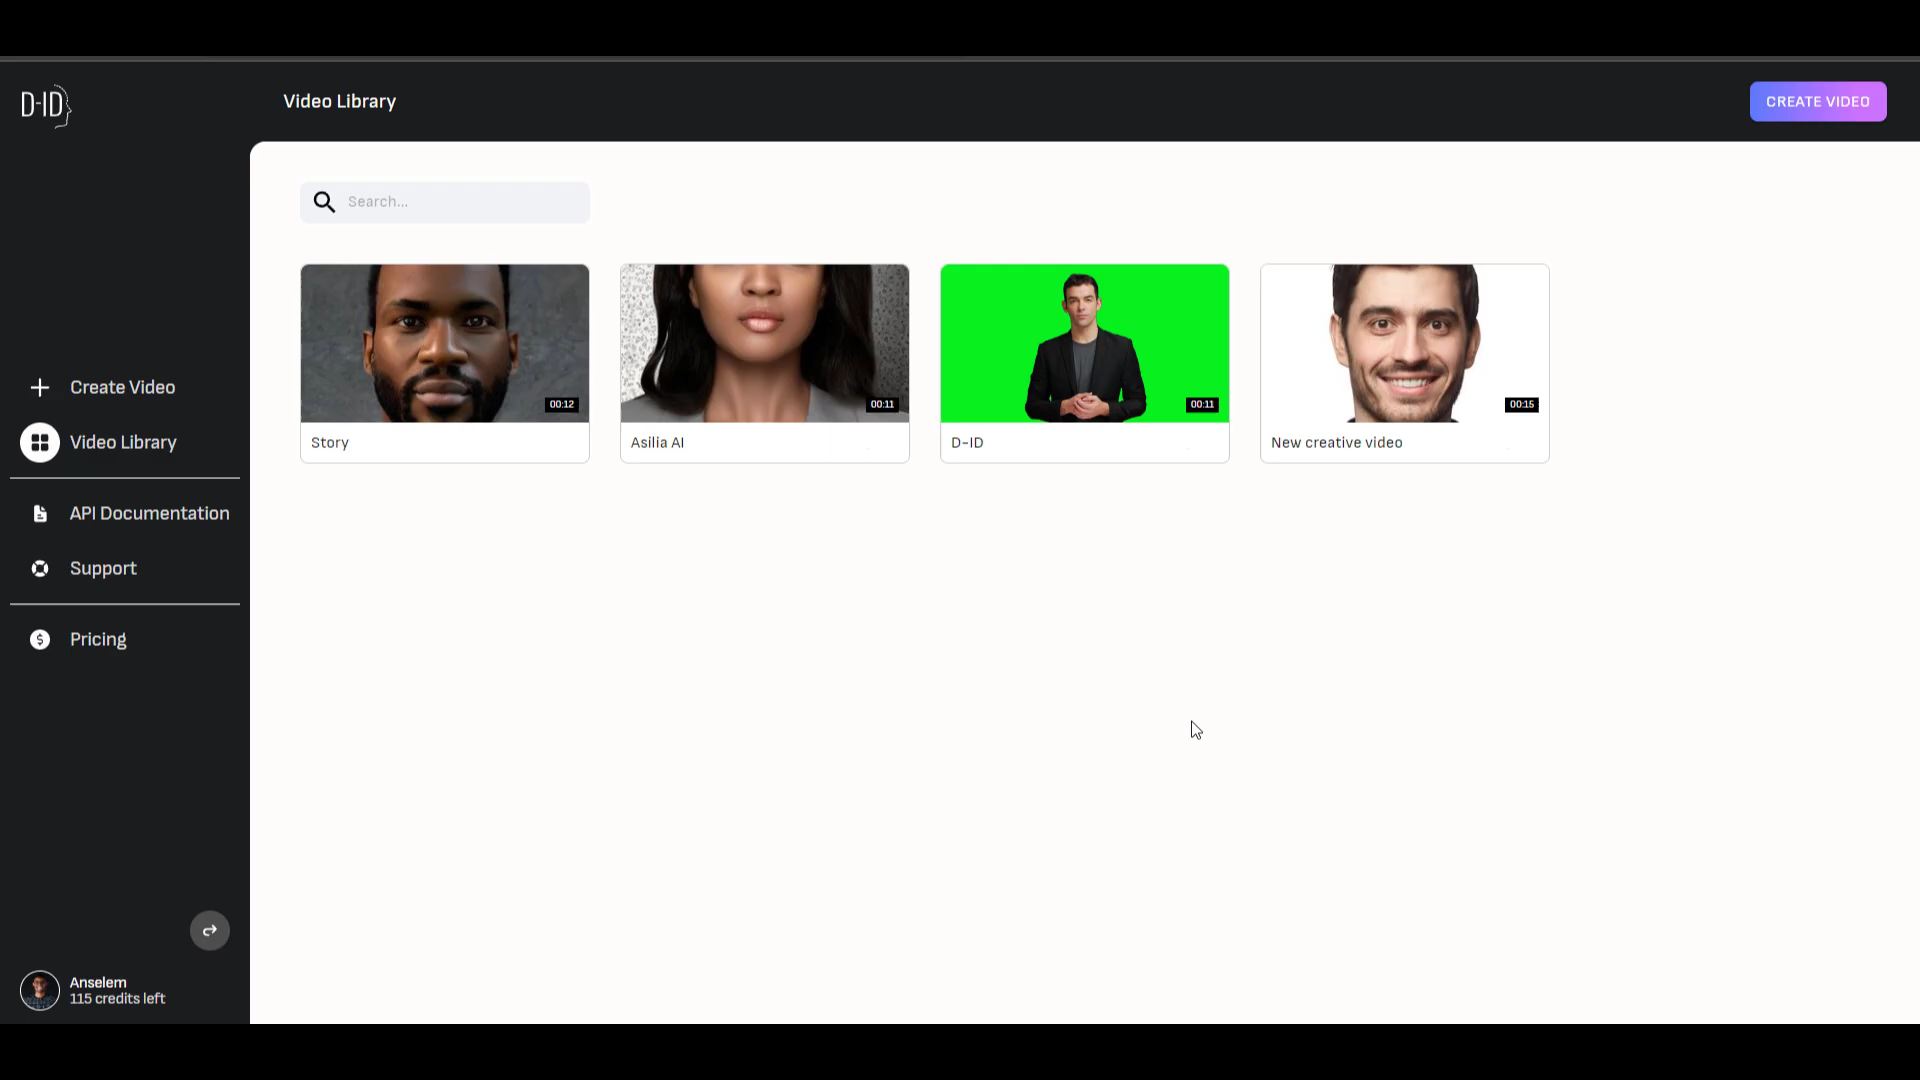 D-ID
Video Library
CREATE VIDEO
Search...
00:12
00:11
00:11
00:15
Story
Asilia AI
D-ID
New creative video
Create Video
Video Library
API Documentation
Support
$ Pricing
Anselem
115 credits left